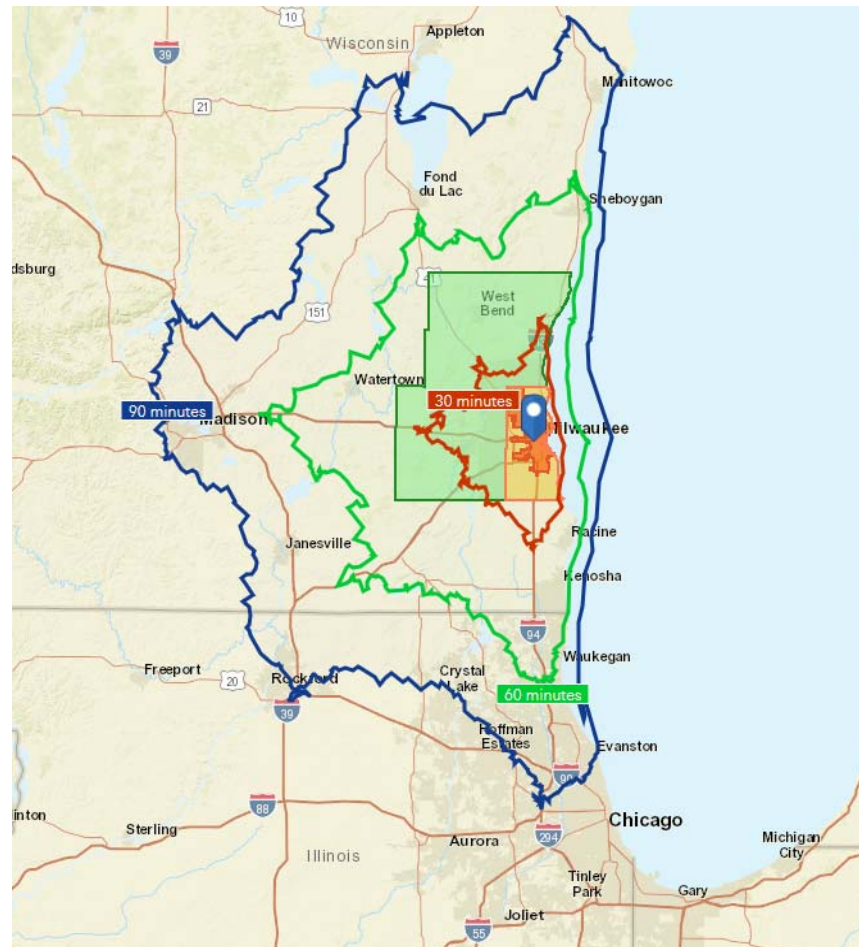 10
Appleton
Wisconsin
39
Manitowoc
21
Fond
du Lac
Sheboygan
dsburg
41
West
Bend
151
Watertown
30 minutes
90 minutes
Madison
Milwaukee
Racine
Janesville
Kenosha
94
Waukegan
Freeport
20
Rockford
Crystal
Lake
60 minutes
39
Hoffman
Estates
Evanston
90
88
inton
Sterling
Chicago
Aurora
294
Michigan
City
Illinois
Tinley
Park
Gary
Joliet
55